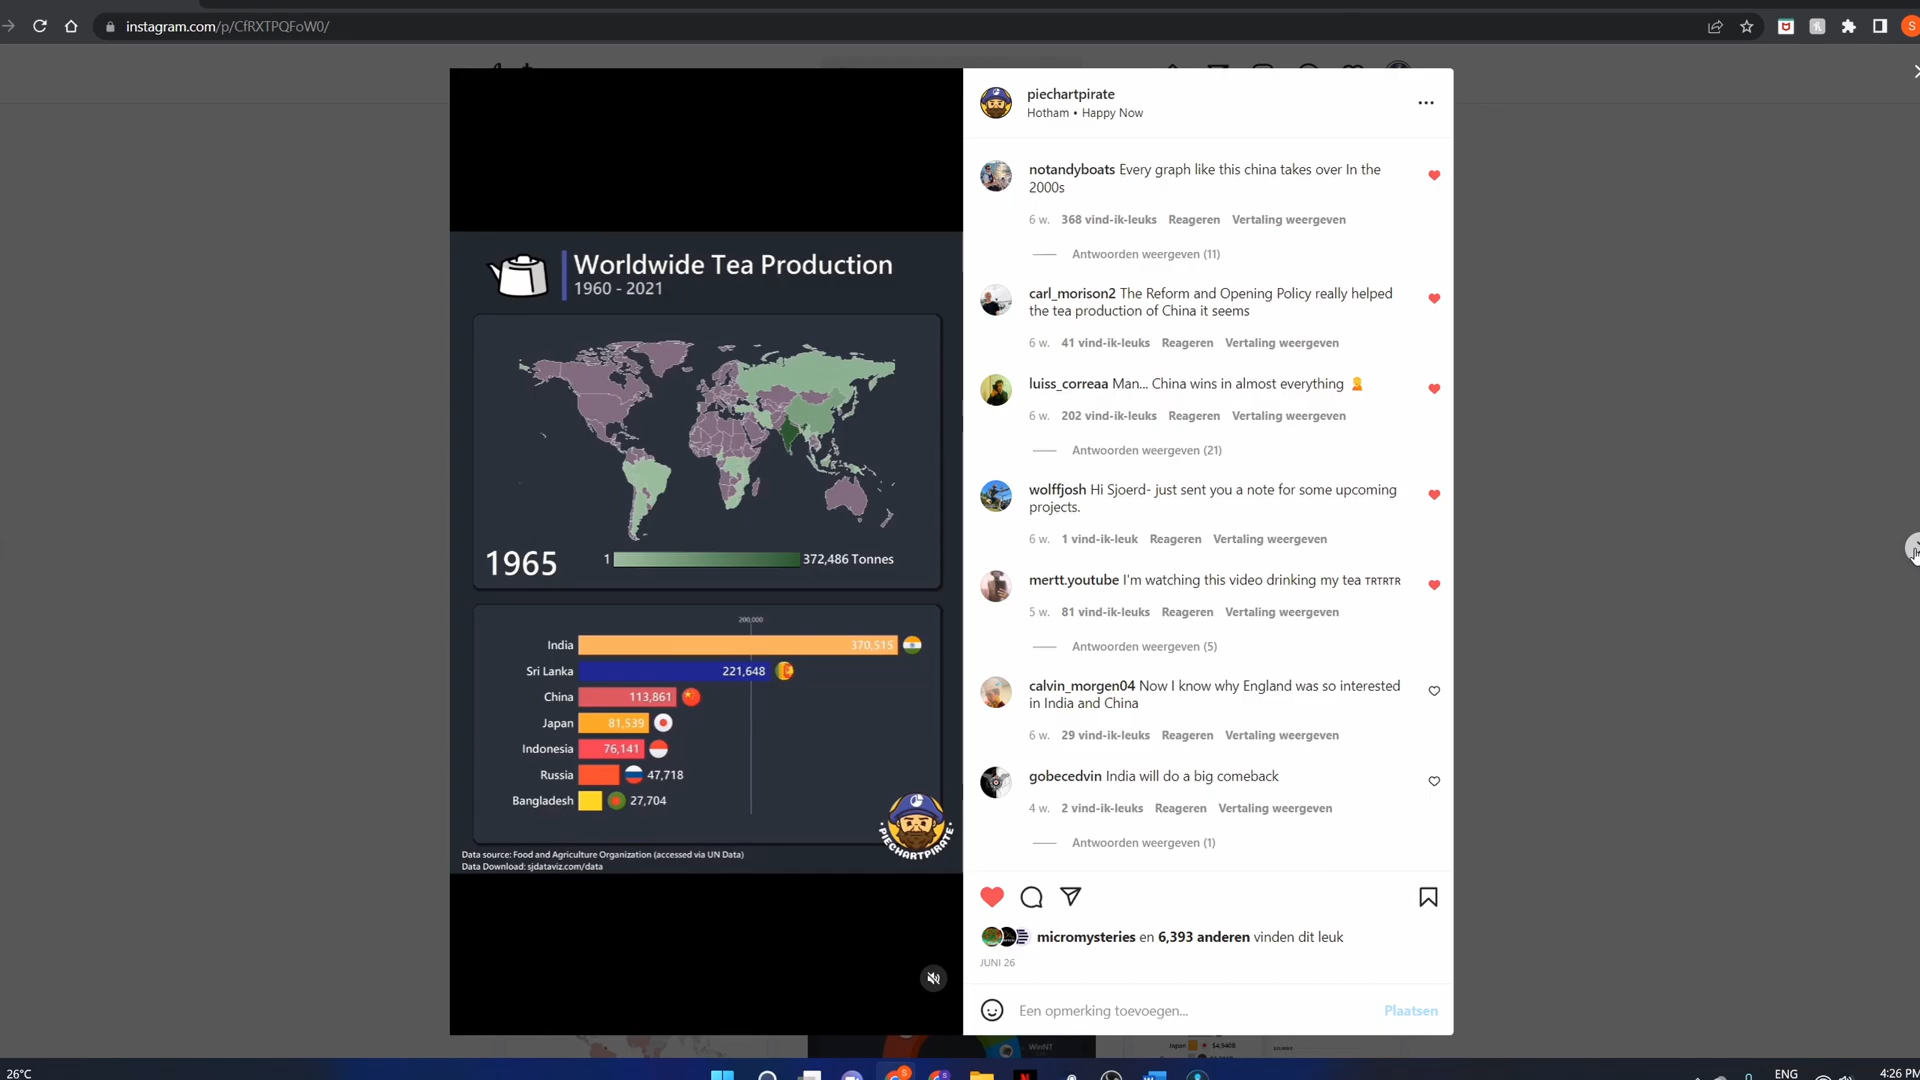 instagram.com/p/CfRXTPQFoW0/
S
piechartpirate
Hotham • Happy Now
notandyboats Every graph like this china takes over In the
2000s
6 w. 368 vind-ik-leuks Reageren Vertaling weergeven
Antwoorden weergeven (11)
carl_morison2 The Reform and Opening Policy really helped
the tea production of China it seems
6 w. 41 vind-ik-leuks Reageren Vertaling weergeven
luiss_correaa Man... China wins in almost everything
6 w. 202 vind-ik-leuks Reageren Vertaling weergeven
Antwoorden weergeven (21)
wolffjosh Hi Sjoerd- just sent you a note for some upcoming
projects.
6 w. 1 vind-ik-leuk Reageren Vertaling weergeven
mertt.youtube I'm watching this video drinking my tea TRTRTR
5 w. 81 vind-ik-leuks Reageren Vertaling weergeven
Antwoorden weergeven (5)
calvin_morgen04 Now I know why England was so interested
in India and China
6 w. 29 vind-ik-leuks Reageren Vertaling weergeven
gobecedvin India will do a big comeback
4 w. 2 vind-ik-leuks Reageren Vertaling weergeven
Antwoorden weergeven (1)
micromysteries en 6,393 anderen vinden dit leuk
JUNI 26
Een opmerking toevoegen... Plaatsen
Worldwide Tea Production
1960 - 2021
1965
1 372,486 Tonnes
200,000
India 370,515
Sri Lanka 221,648
China 113,861
Japan 81,539
Indonesia 76,141
Russia 47,718
Bangladesh 27,704
PIECHARTPIRATE
Data source: Food and Agriculture Organization (accessed via UN Data)
Data Download: sjdataviz.com/data
WinNT
Japan $4,940B
26°C
ENG
4:26 PM